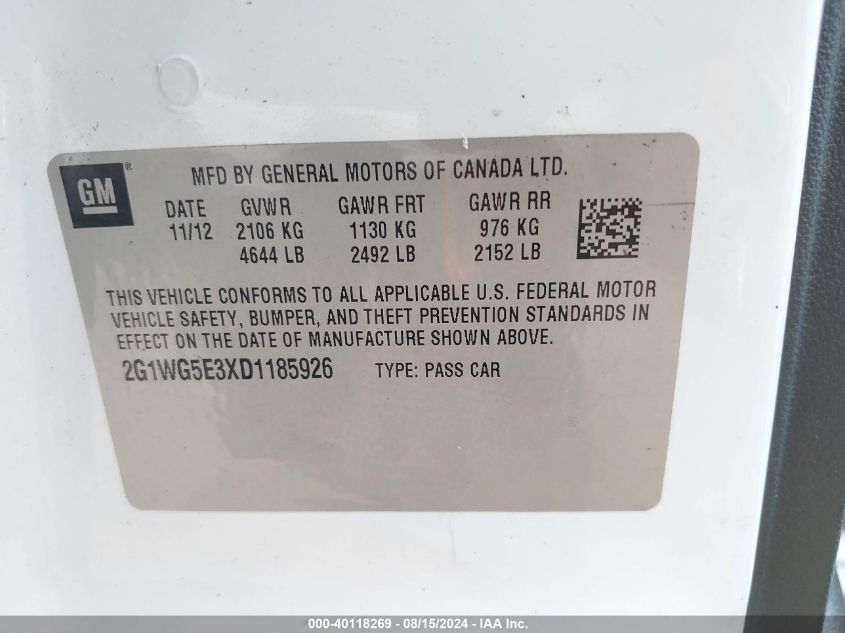 GM ®
MFD BY GENERAL MOTORS OF CANADA LTD.
DATE GVWR GAWR FRT GAWR RR
11/12 2106 KG 1130 KG 976 KG
4644 LB 2492 LB 2152 LB
THIS VEHICLE CONFORMS TO ALL APPLICABLE U.S. FEDERAL MOTOR
VEHICLE SAFETY, BUMPER, AND THEFT PREVENTION STANDARDS IN
EFFECT ON THE DATE OF MANUFACTURE SHOWN ABOVE.
2G1WG5E3XD1185926 TYPE: PASS CAR
000-40118269 - 08/15/2024 - IAA Inc.